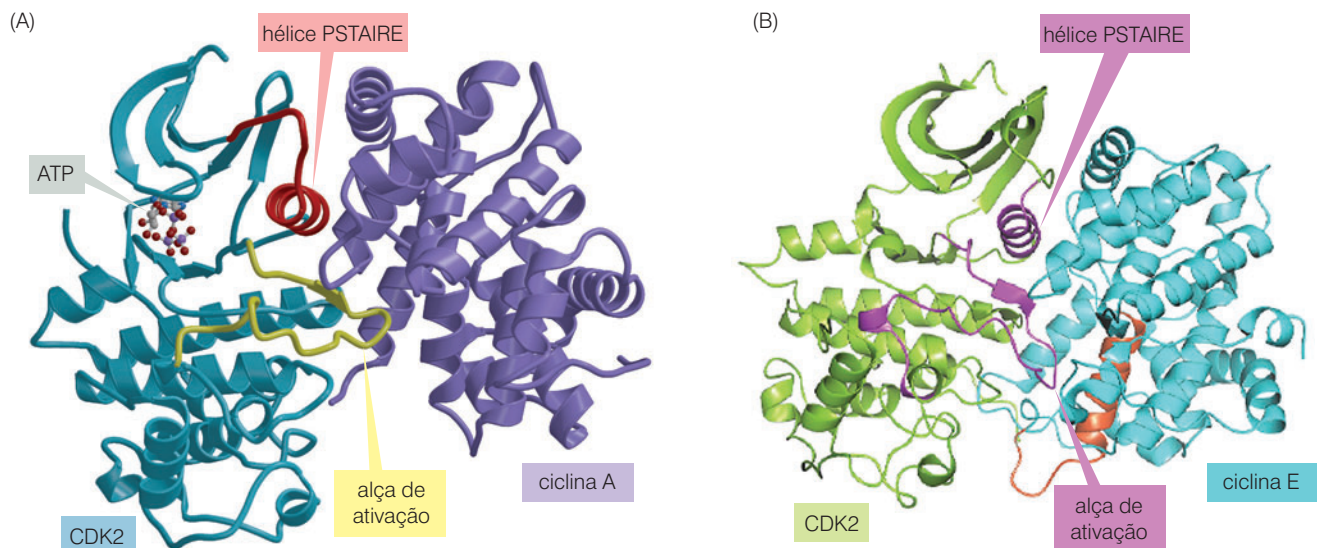 (A)
hélice PSTAIRE
ATP
ciclina A
alça de
ativação
CDK2
(B)
hélice PSTAIRE
ciclina E
alça de
ativação
CDK2